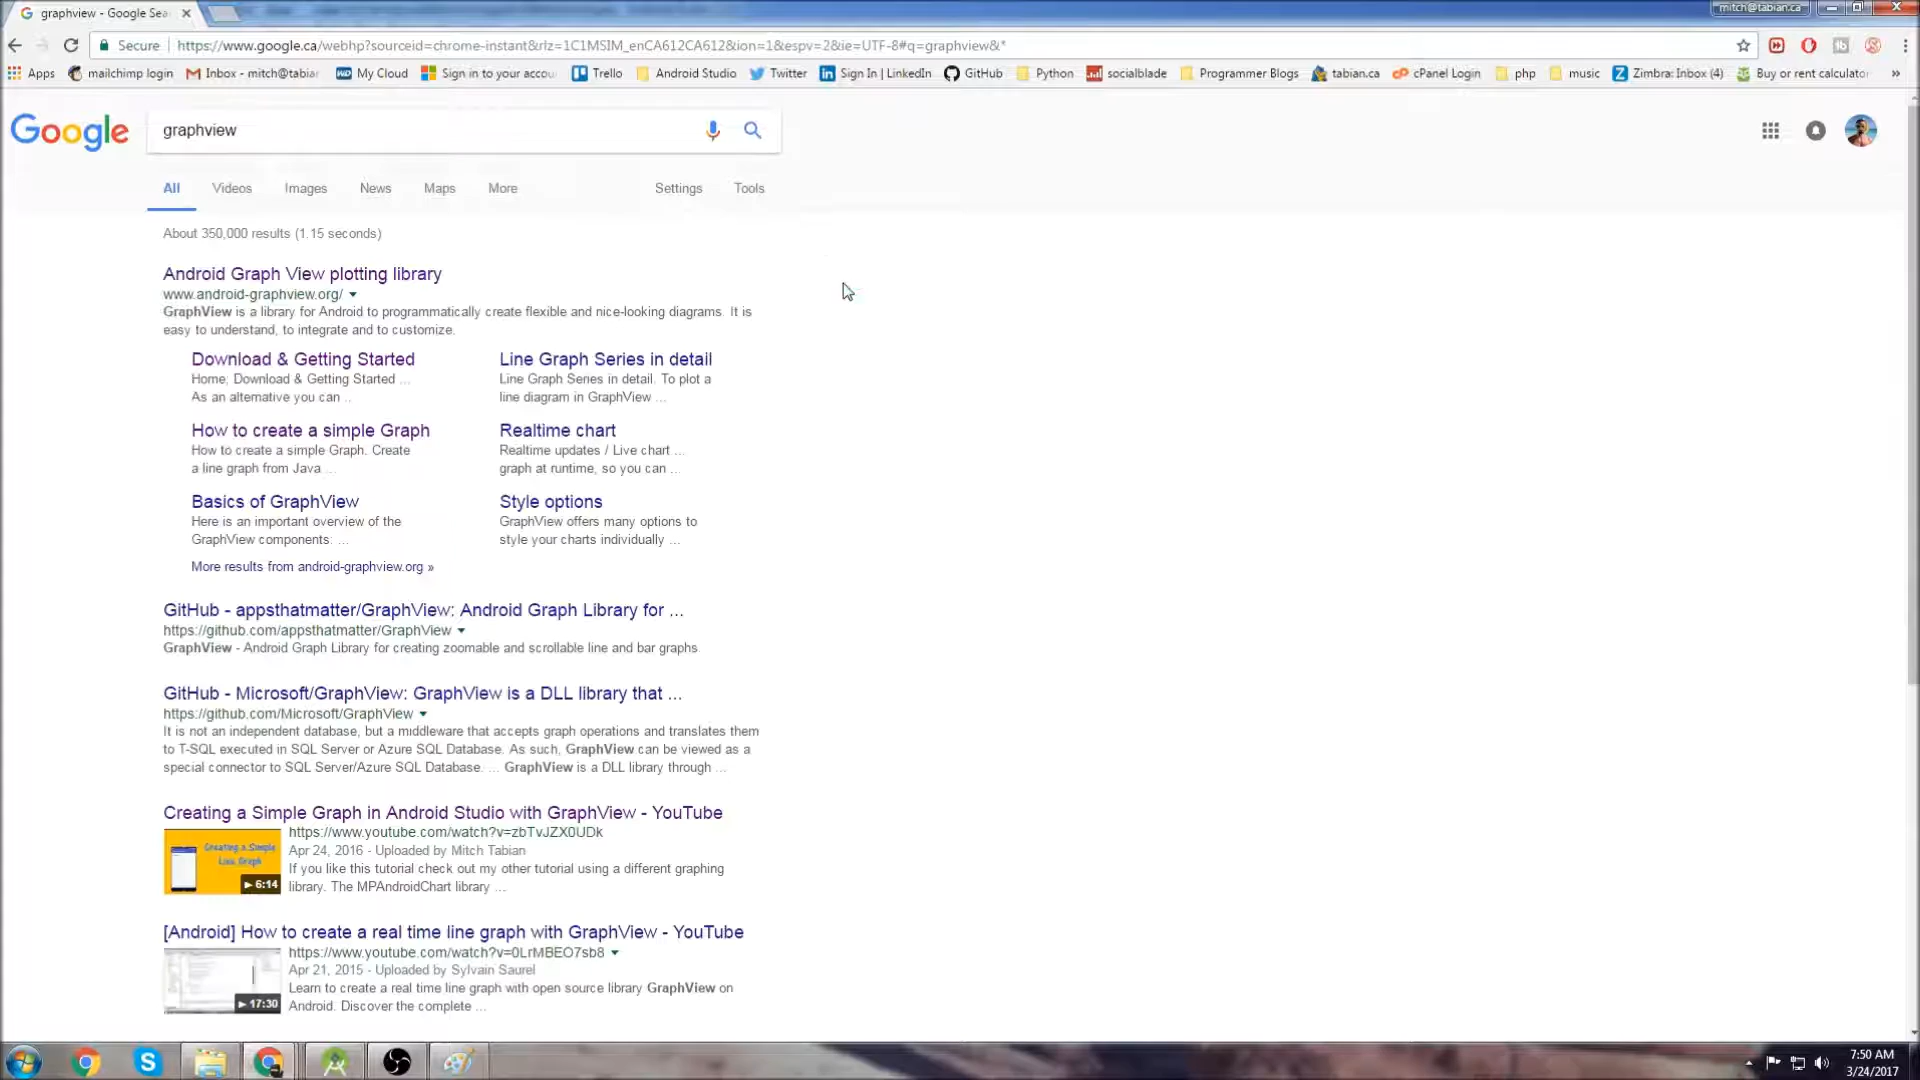 graphview - Google Sea
mitch@tabian.ca
Secure
https://www.google.ca/webhp?sourceid=chrome-instant&rlz=1C1MSIM_enCA612CA612&ion=1&espv=2&ie=UTF-8#q=graphview&*
Apps
mailchimp login
Inbox - mitch@tabian
My Cloud
Sign in to your accou
Trello
Android Studio
Twitter
Sign In | LinkedIn
GitHub
Python
socialblade
Programmer Blogs
tabian.ca
cPanel Login
php
music
Zimbra: Inbox (4)
Buy or rent calculator
»
Google
graphview
All
Videos
Images
News
Maps
More
Settings
Tools
About 350,000 results (1.15 seconds)
Android Graph View plotting library
www.android-graphview.org/
GraphView is a library for Android to programmatically create flexible and nice-looking diagrams. It is
easy to understand, to integrate and to customize.
Download & Getting Started
Home; Download & Getting Started ...
As an alternative you can ...
Line Graph Series in detail
Line Graph Series in detail. To plot a
line diagram in GraphView ...
How to create a simple Graph
How to create a simple Graph. Create
a line graph from Java ...
Realtime chart
Realtime updates / Live chart ...
graph at runtime, so you can ...
Basics of GraphView
Here is an important overview of the
GraphView components: ...
Style options
GraphView offers many options to
style your charts individually ...
More results from android-graphview.org »
GitHub - appsthatmatter/GraphView: Android Graph Library for ...
https://github.com/appsthatmatter/GraphView
GraphView - Android Graph Library for creating zoomable and scrollable line and bar graphs.
GitHub - Microsoft/GraphView: GraphView is a DLL library that ...
https://github.com/Microsoft/GraphView
It is not an independent database, but a middleware that accepts graph operations and translates them
to T-SQL executed in SQL Server or Azure SQL Database. As such, GraphView can be viewed as a
special connector to SQL Server/Azure SQL Database. ... GraphView is a DLL library through ...
Creating a Simple Graph in Android Studio with GraphView - YouTube
Creating a Simple
Line Graph
6:14
https://www.youtube.com/watch?v=zbTvJZX0UDk
Apr 24, 2016 - Uploaded by Mitch Tabian
If you like this tutorial check out my other tutorial using a different graphing
library. The MPAndroidChart library ...
[Android] How to create a real time line graph with GraphView - YouTube
17:30
https://www.youtube.com/watch?v=0LrMBEO7sb8
Apr 21, 2015 - Uploaded by Sylvain Saurel
Learn to create a real time line graph with open source library GraphView on
Android. Discover the complete ...
7:50 AM
3/24/2017